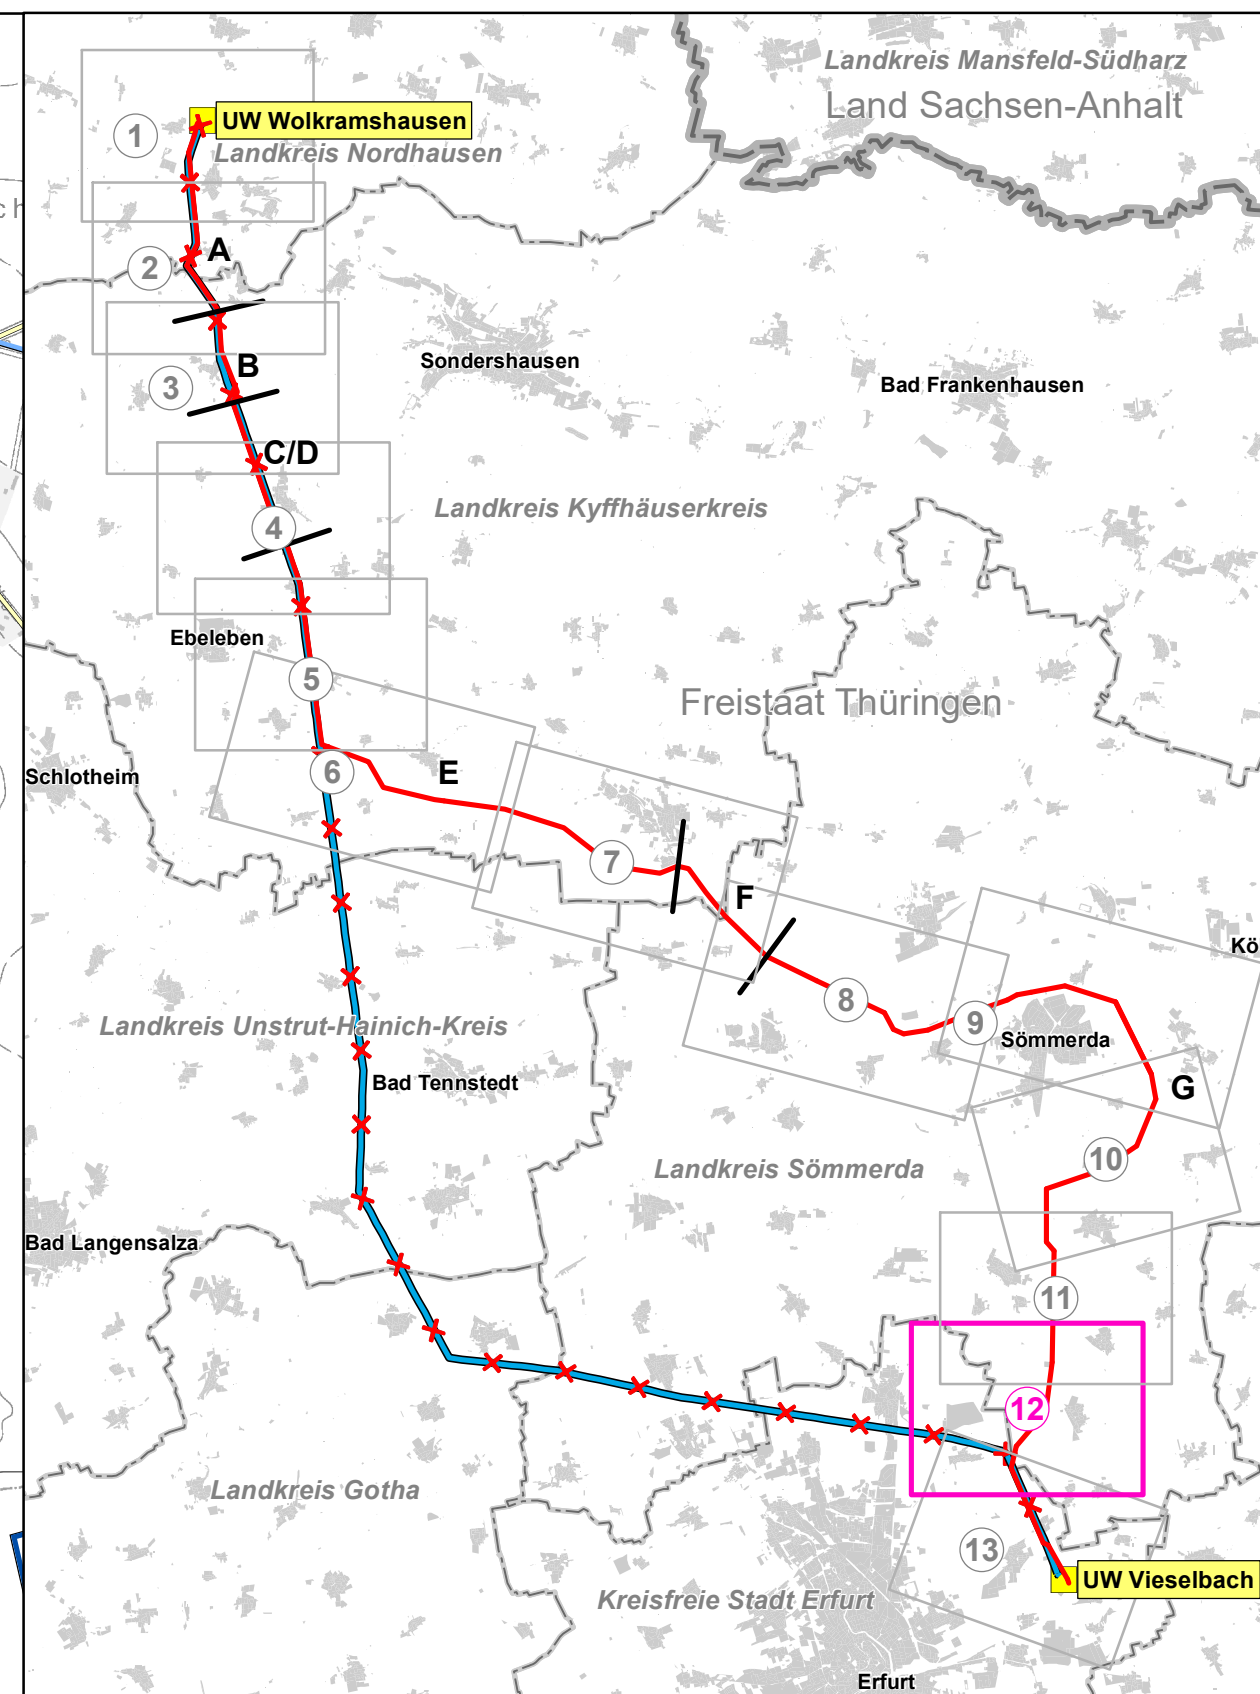 Landkreis Mansfeld-Südharz
Land Sachsen-Anhalt
UW Wolkramshausen
1
Landkreis Nordhausen
ch
A
2
B
3
Sondershausen
Bad Frankenhausen
C/D
Landkreis Kyffhäuserkreis
4
Ebeleben
5
Freistaat Thüringen
Schlotheim
6
E
7
F
Kö
8
9
Sömmerda
Landkreis Unstrut-Hainich-Kreis
Bad Tennstedt
G
10
Landkreis Sömmerda
Bad Langensalza
11
12
Landkreis Gotha
13
UW Vieselbach
Kreisfreie Stadt Erfurt
Erfurt